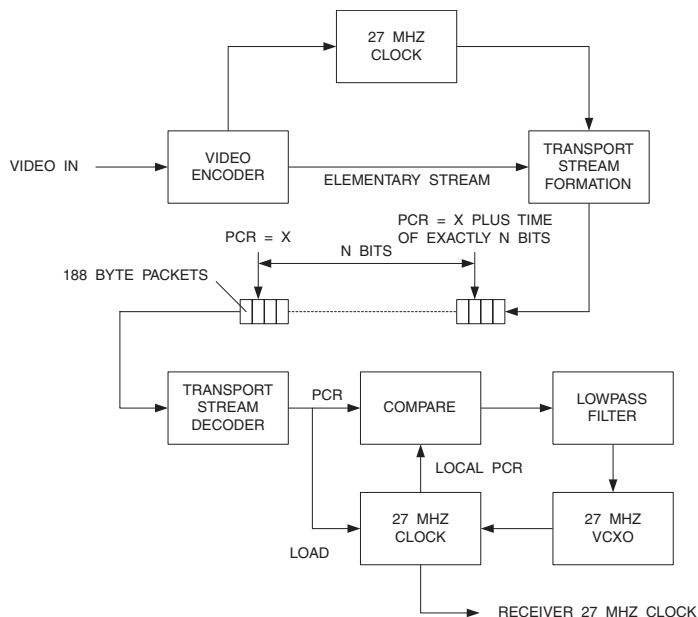 27 MHZ
CLOCK
VIDEO IN
VIDEO
ENCODER
ELEMENTARY STREAM
TRANSPORT
STREAM
FORMATION
PCR = X
PCR = X PLUS TIME
OF EXACTLY N BITS
N BITS
188 BYTE PACKETS
TRANSPORT
STREAM
DECODER
PCR
COMPARE
LOWPASS
FILTER
LOCAL PCR
LOAD
27 MHZ
CLOCK
27 MHZ
VCXO
RECEIVER 27 MHZ CLOCK